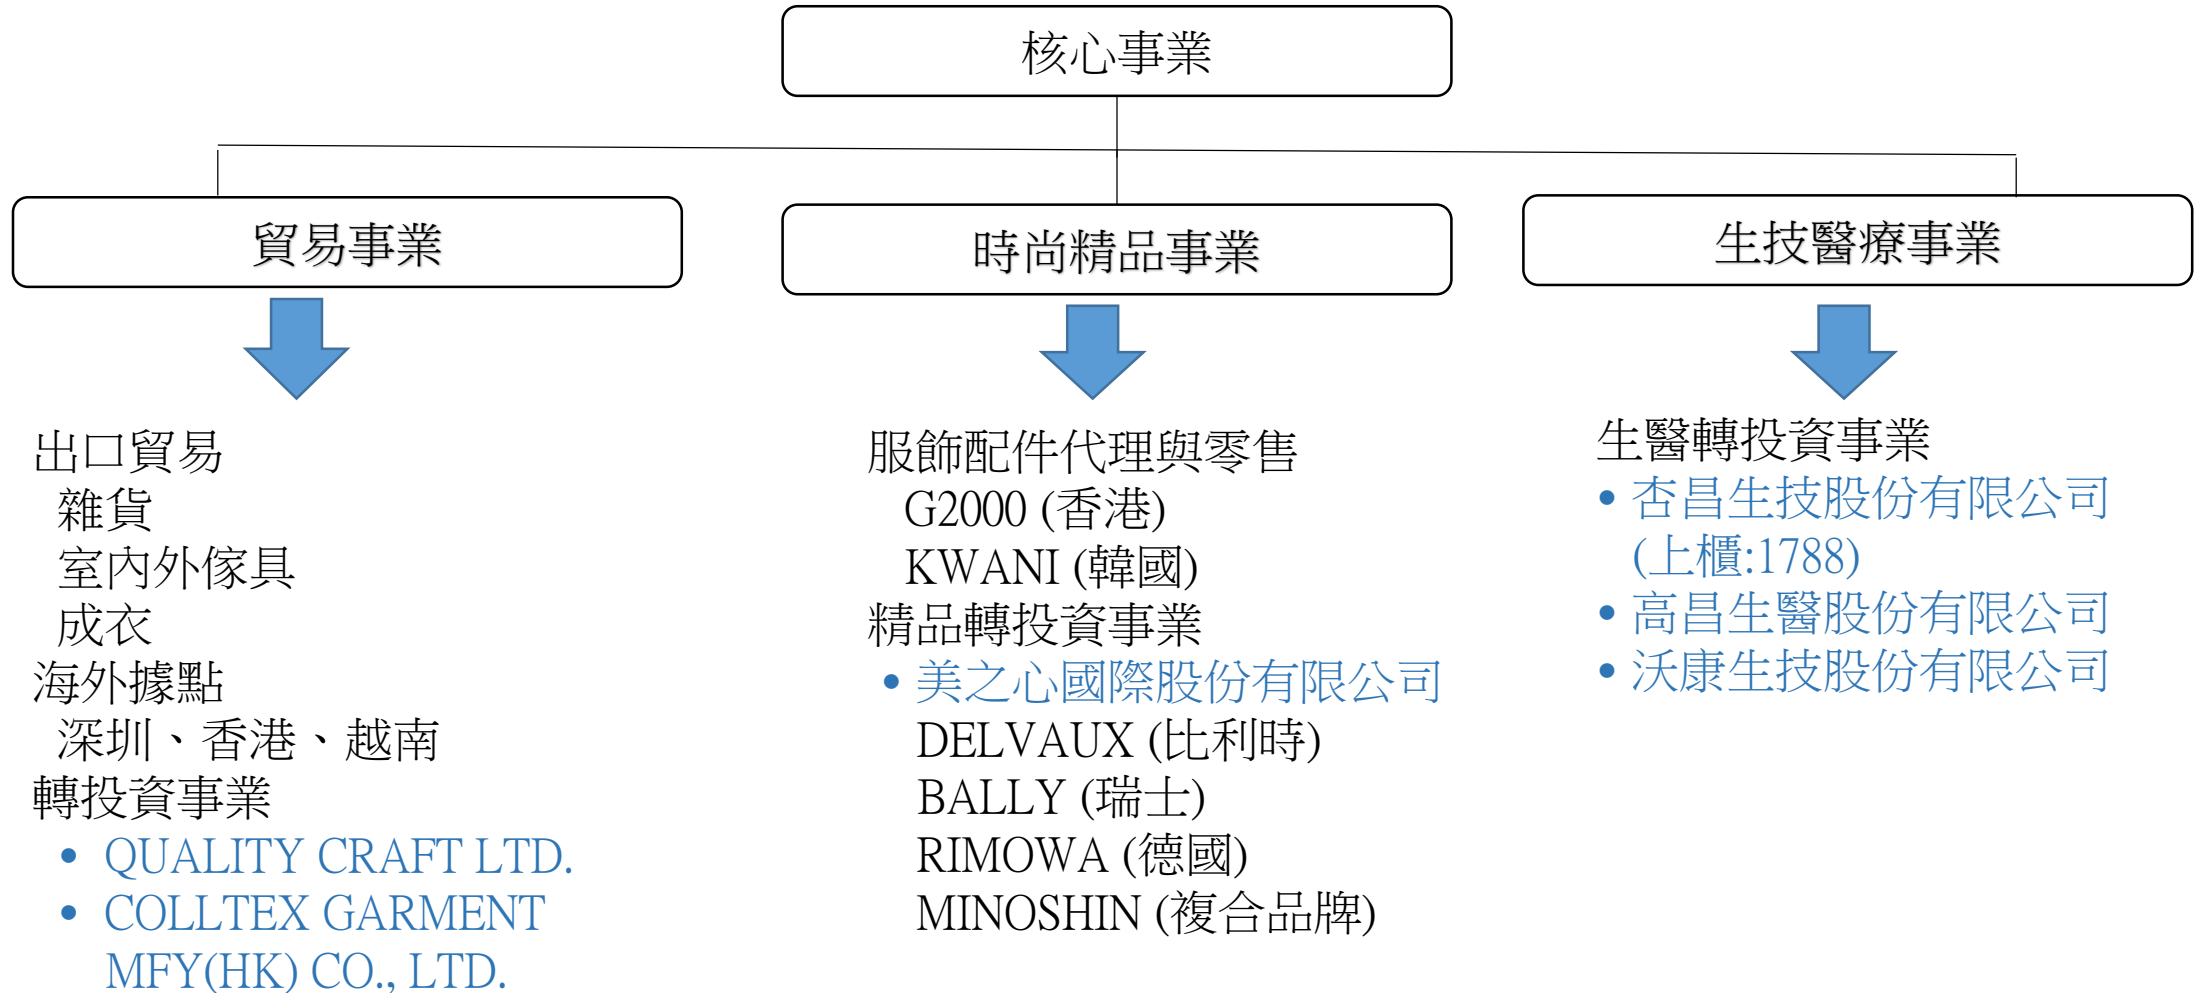 核心事業
貿易事業
出口貿易
雜貨
室內外傢具
成衣
海外據點
深圳、香港、越南
轉投資事業
• QUALITY CRAFT LTD.
• COLLTEX GARMENT
MFY(HK) CO., LTD.
時尚精品事業
服飾配件代理與零售
G2000 (香港)
KWANI (韓國)
精品轉投資事業
• 美之心國際股份有限公司
DELVAUX (比利時)
BALLY (瑞士)
RIMOWA (德國)
MINOSHIN (複合品牌)
生技醫療事業
生醫轉投資事業
• 杏昌生技股份有限公司
(上櫃:1788)
• 高昌生醫股份有限公司
• 沃康生技股份有限公司